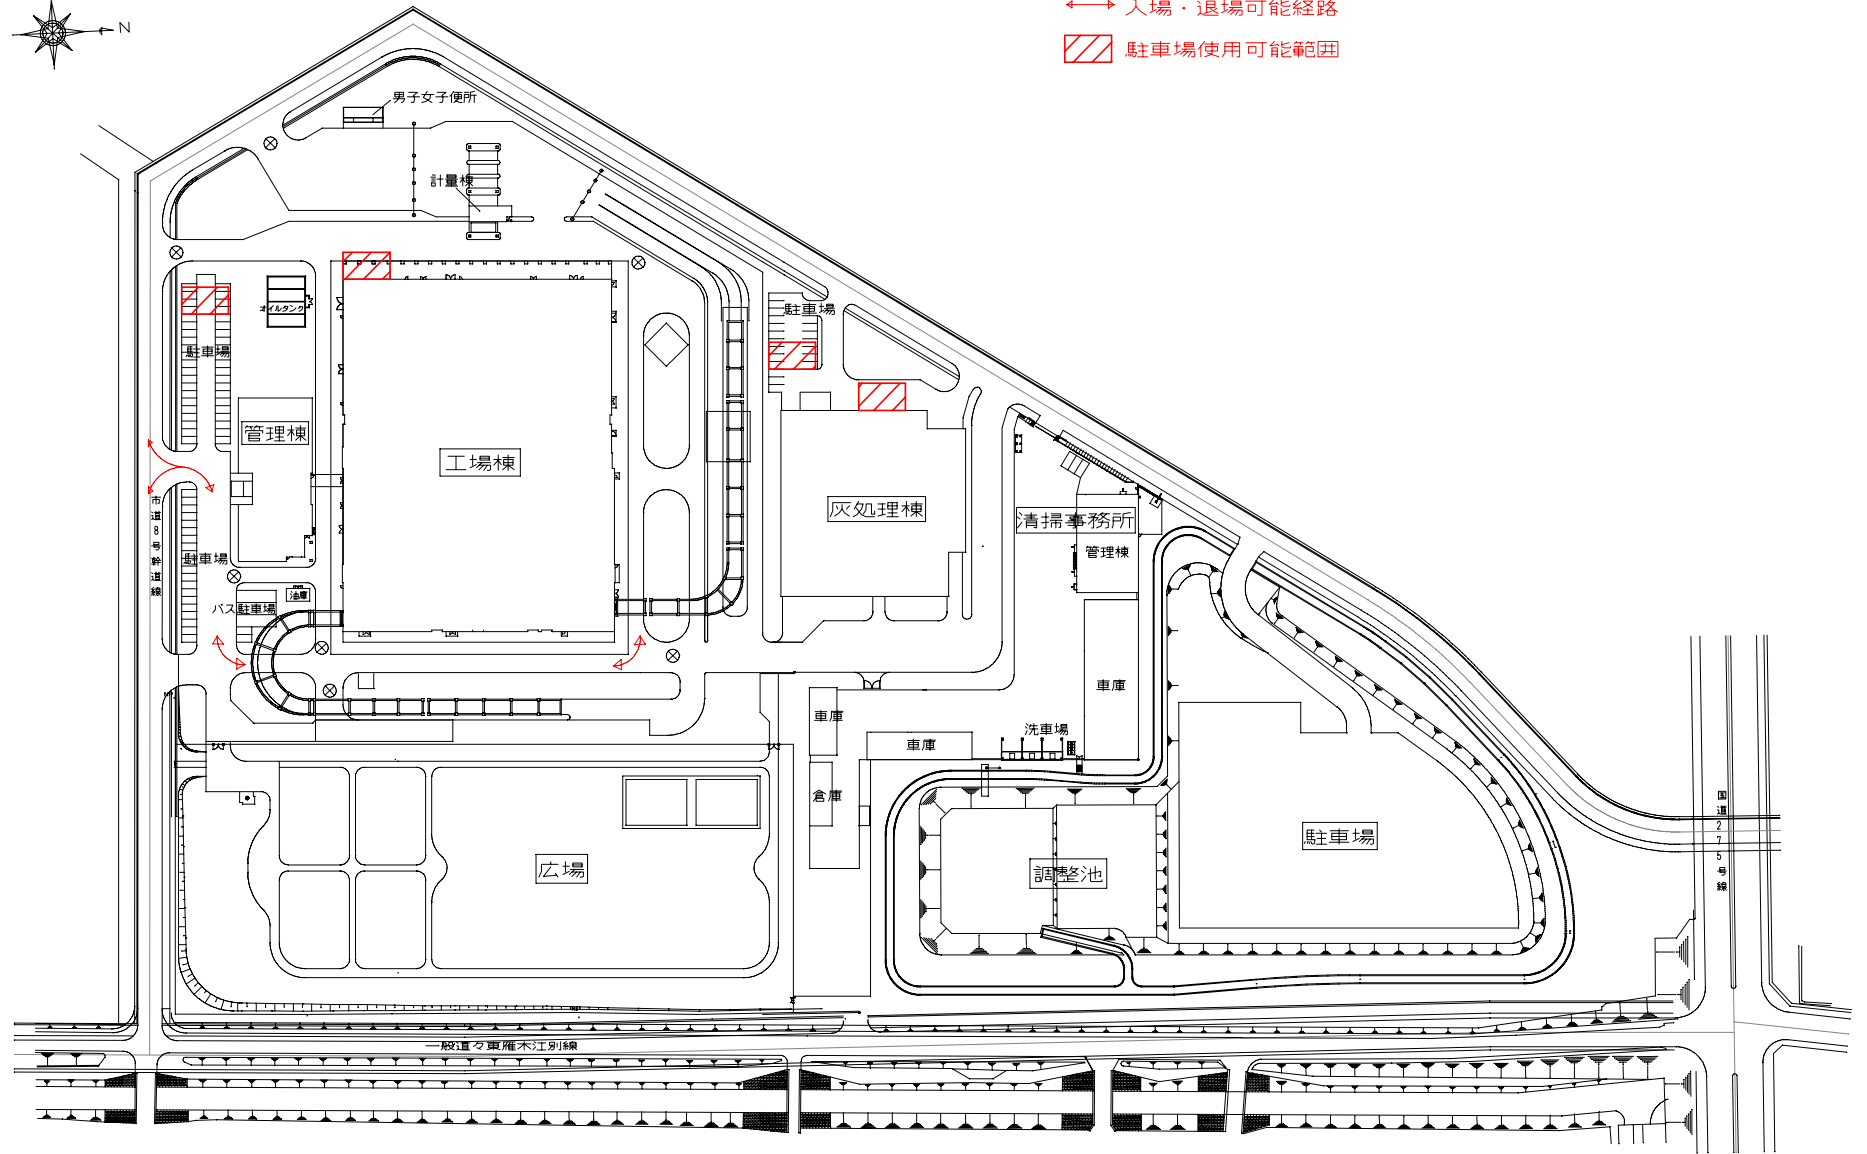 入場・退場可能経路
N
駐車場使用可能範囲
男子女子便所
計量棟
オイルタンク
駐車場
駐車場
管理棟
工場棟
市道8号幹道線
灰処理棟
清掃事務所
管理棟
駐車場
油庫
バス駐車場
車庫
車庫
洗車場
車庫
倉庫
国道275号線
駐車場
広場
調整池
一般道々東雁木江別線